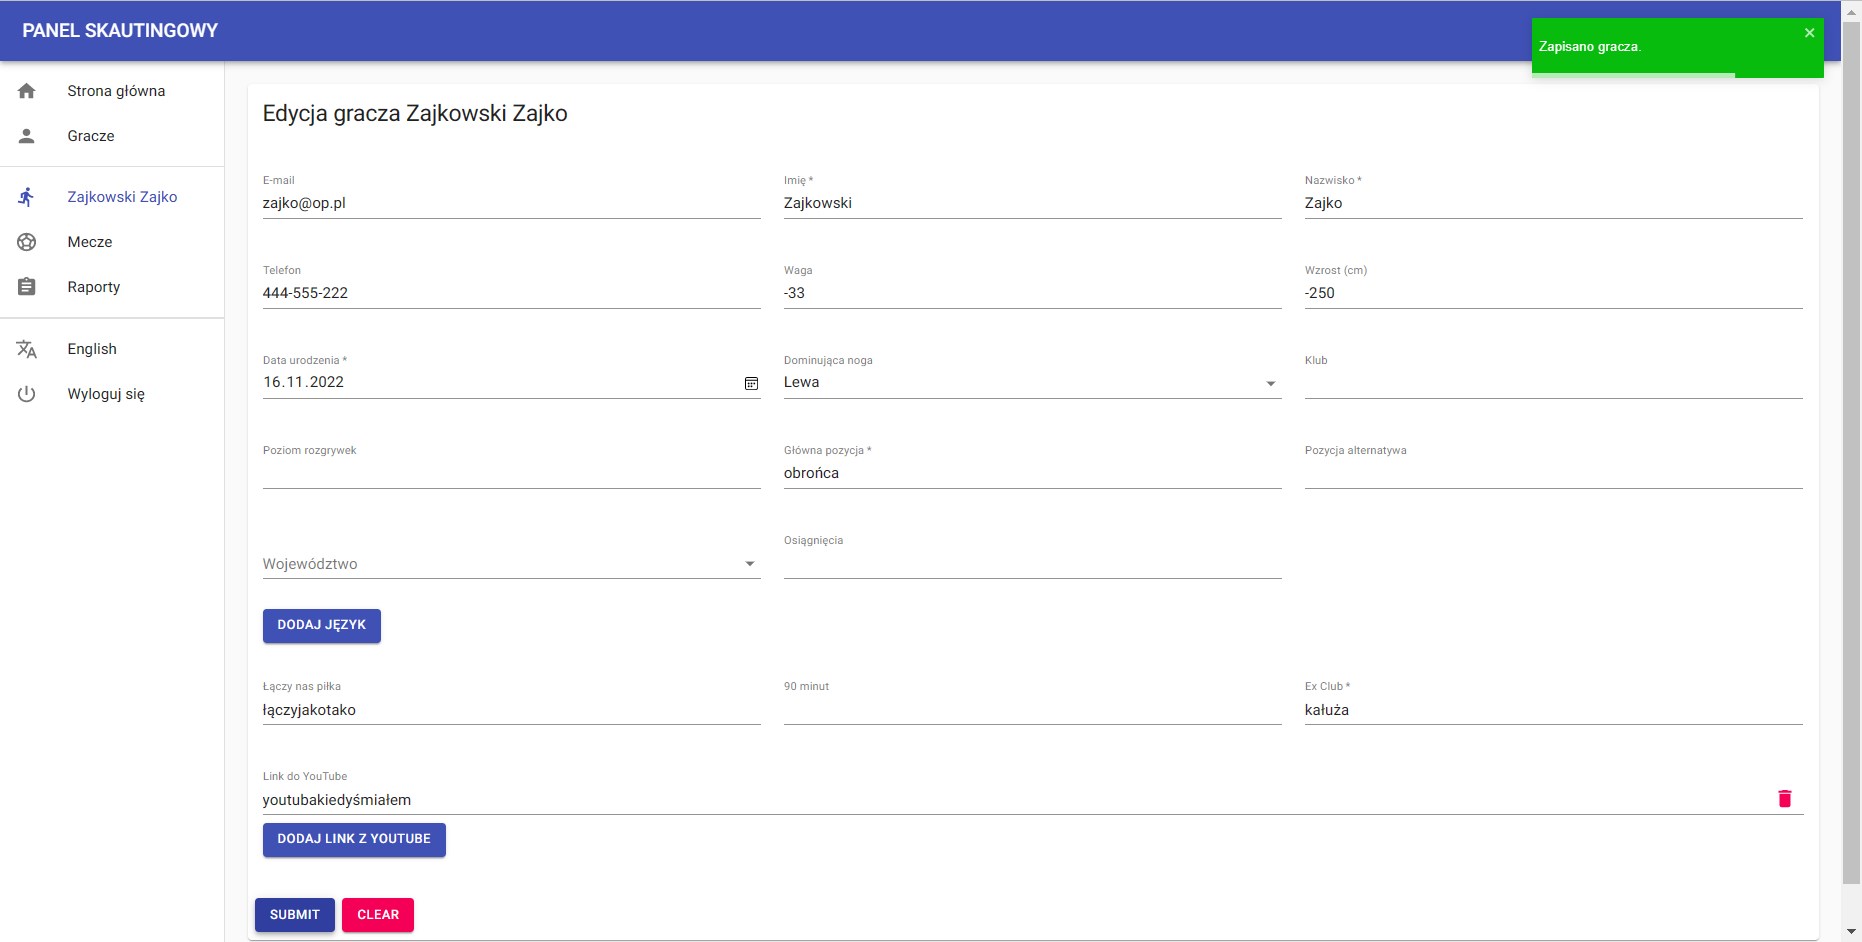 PANEL SKAUTINGOWY
Zapisano gracza.
Strona główna
Gracze
Zajkowski Zajko
Mecze
Raporty
English
Wyloguj się
Edycja gracza Zajkowski Zajko
E-mail
zajko@op.pl
Imię *
Zajkowski
Nazwisko *
Zajko
Telefon
444-555-222
Waga
-33
Wzrost (cm)
-250
Data urodzenia *
16.11.2022
Dominująca noga
Lewa
Klub
Poziom rozgrywek
Główna pozycja *
obrońca
Pozycja alternatywa
Województwo
Osiągnięcia
DODAJ JĘZYK
Łączy nas piłka
łączyjakotako
90 minut
Ex Club *
kałuża
Link do YouTube
youtubakiedyśmiałem
DODAJ LINK Z YOUTUBE
SUBMIT
CLEAR